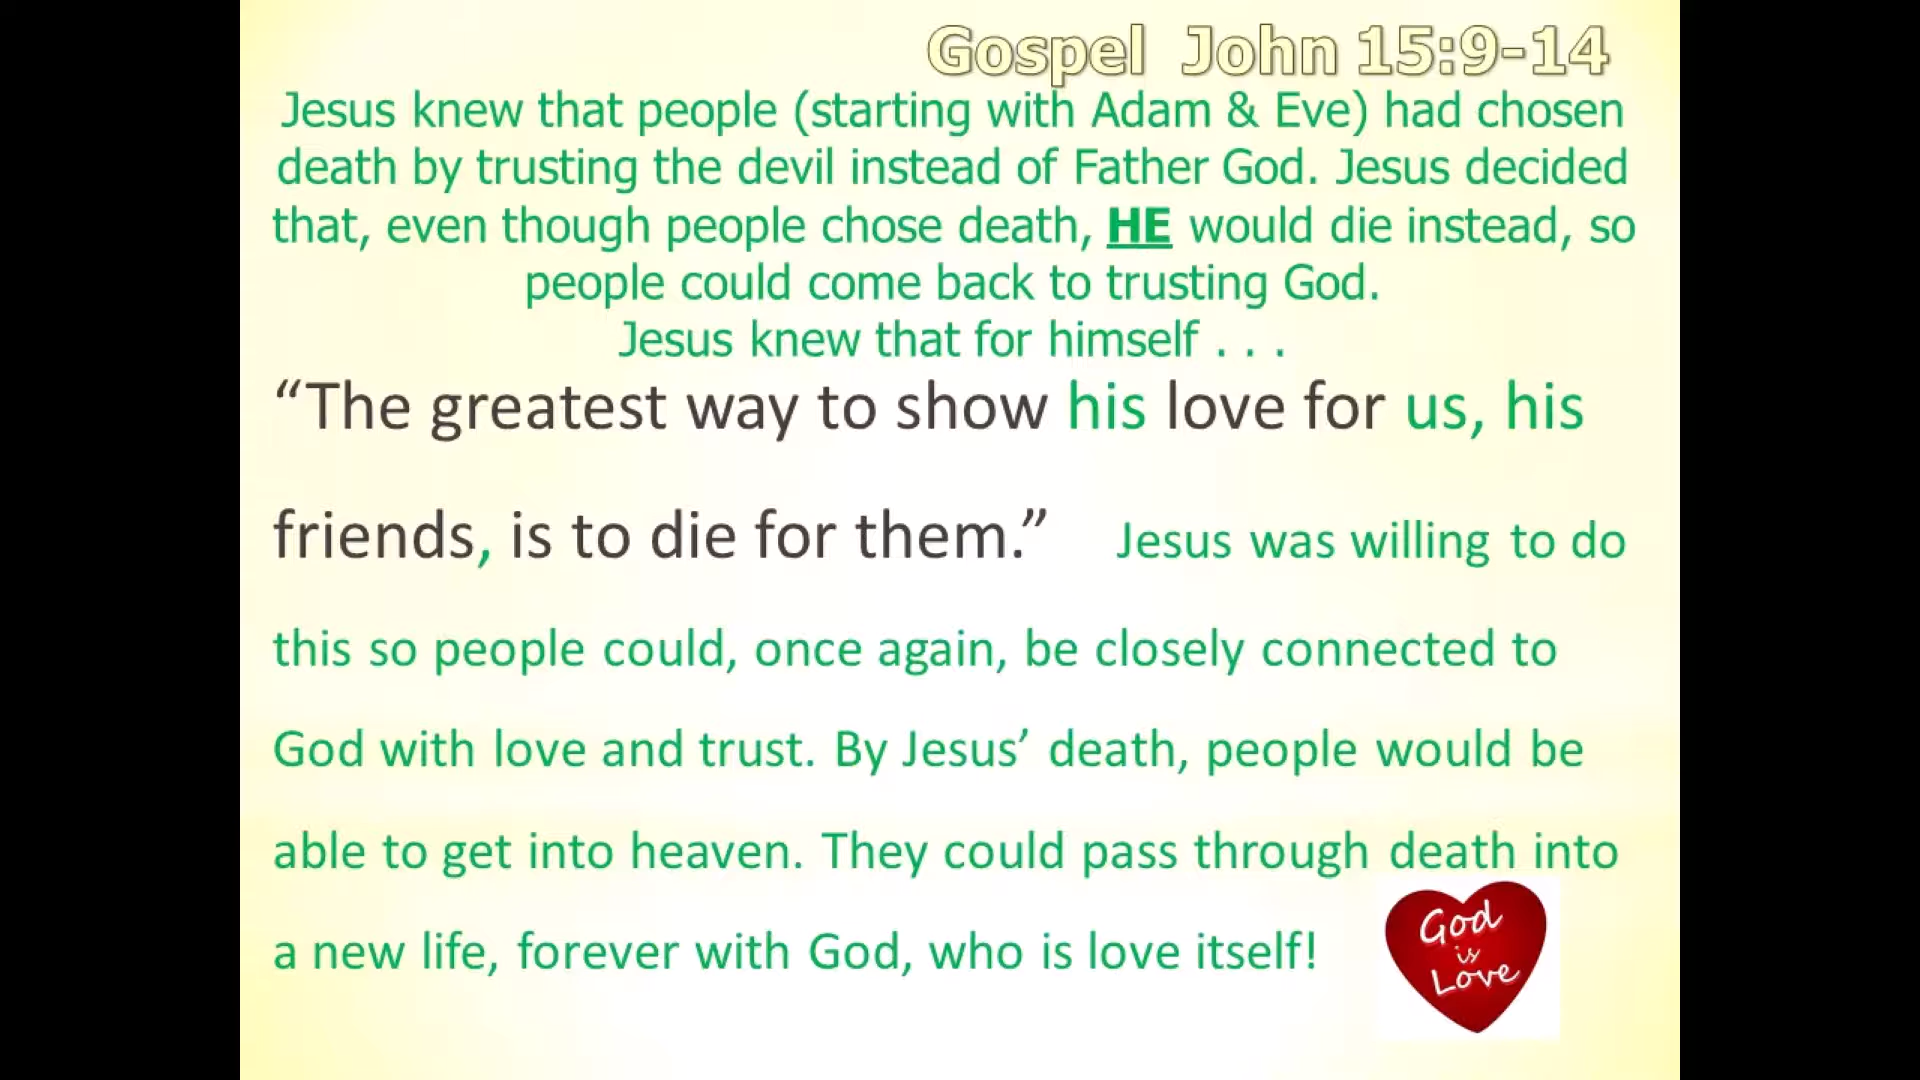 Gospel John 15:9-14
Jesus knew that people (starting with Adam & Eve) had chosen
death by trusting the devil instead of Father God. Jesus decided
that, even though people chose death, HE would die instead, so
people could come back to trusting God.
Jesus knew that for himself . . .
“The greatest way to show his love for us, his
friends, is to die for them.” Jesus was willing to do
this so people could, once again, be closely connected to
God with love and trust. By Jesus’ death, people would be
able to get into heaven. They could pass through death into
a new life, forever with God, who is love itself!
God
is
Love